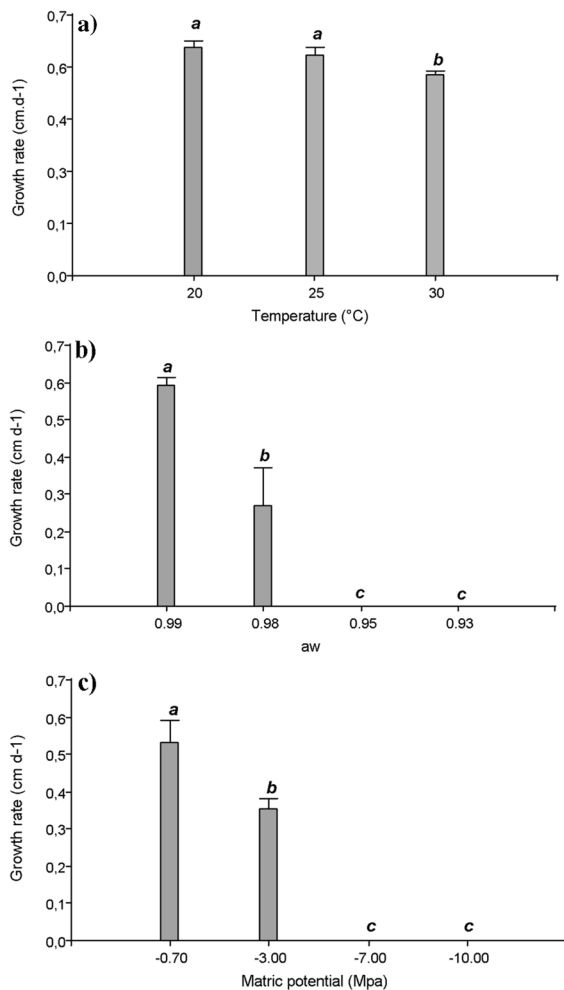 a)
0,7
0,6
0,4
0,3
0,1
0,0
Growth rate (cm.d-1)
a
a
b
20 25 30
Temperature (°C)
b)
0,7
0,6
0,5
0,4
0,3
0,2
0,1
0,0
Growth rate (cm d-1)
a
b
c
c
0.99 0.98 0.95 0.93
aw
c)
0,7
0,6
0,5
0,4
0,3
0,2
0,1
0,0
Growth rate (cm d-1)
a
b
c
c
-0.70 -3.00 -7.00 -10.00
Matric potential (Mpa)